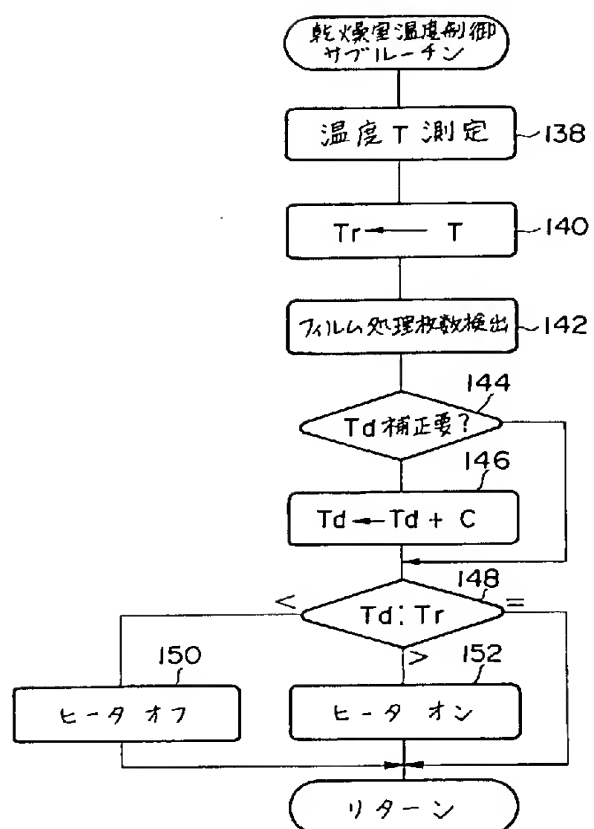 乾燥室温度制御
サブルーチン
温度 T 測定
138
Tr ← T
140
フィルム処理枚数検出
142
144
Td 補正要?
146
Td ← Td + C
148
< Td : Tr =
>
150
ヒータ オフ
152
ヒータ オン
リターン